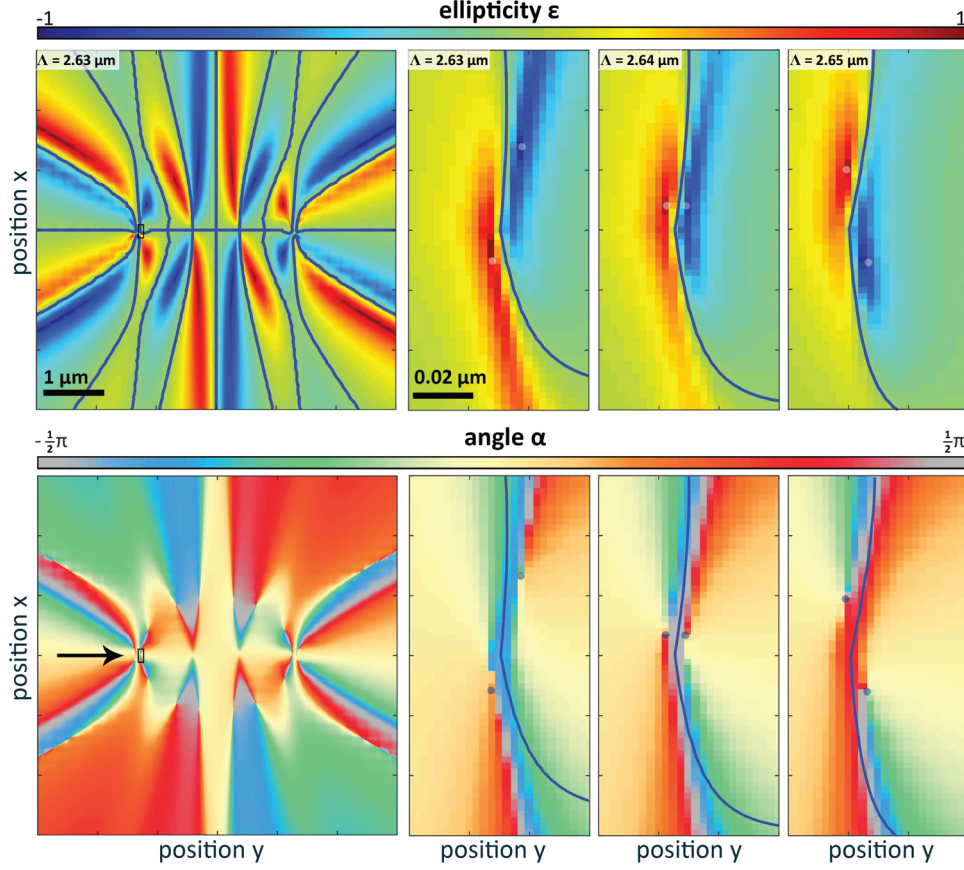 ellipticity ε
-1
1
Λ = 2.63 μm
Λ = 2.63 μm
Λ = 2.64 μm
Λ = 2.65 μm
position x
1 μm
0.02 μm
angle α
-½π
½π
position x
position y
position y
position y
position y